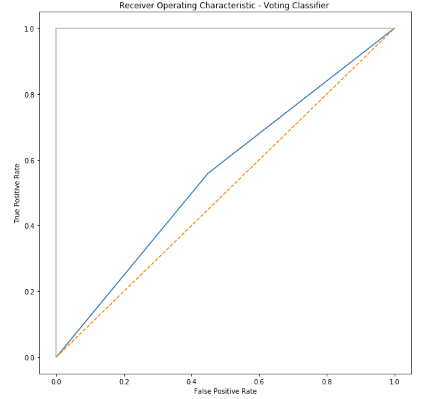 Receiver Operating Characteristic - Voting Classifier
1.0
0.8
0.6
0.4
0.2
0.0
True Positive Rate
0.0 0.2 0.4 0.6 0.8 1.0
False Positive Rate